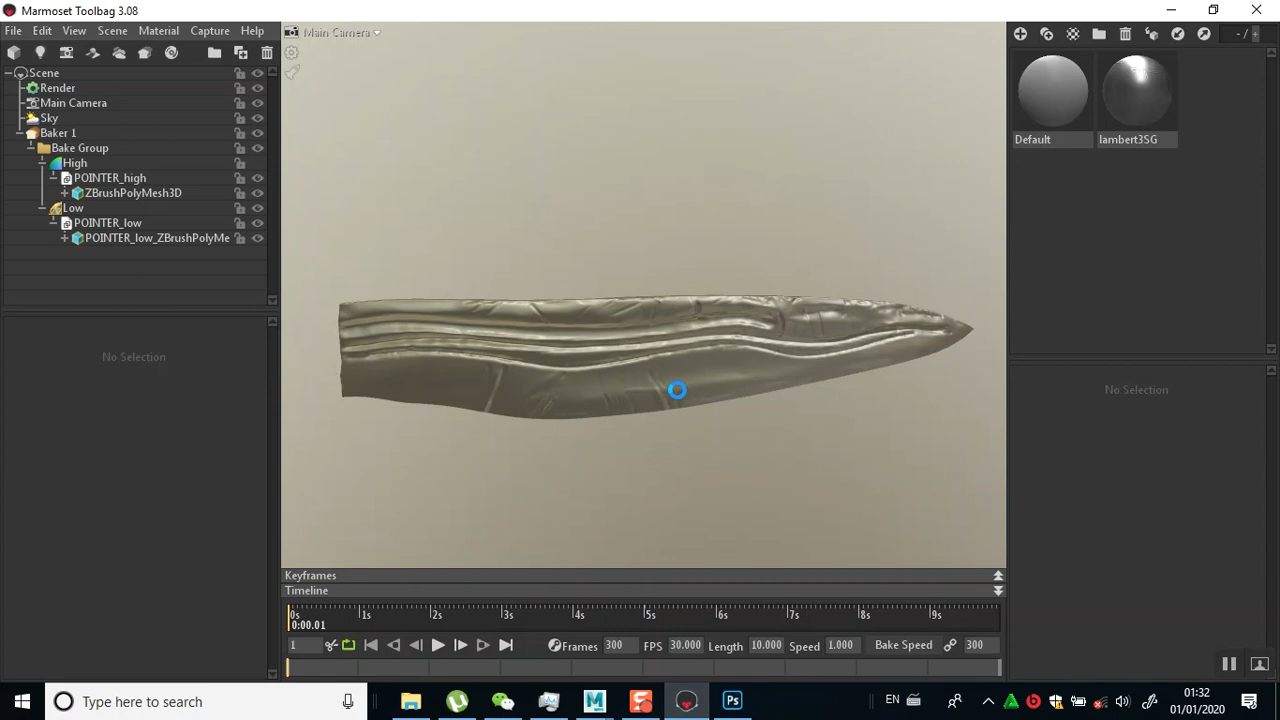 Marmoset Toolbag 3.08
File Edit View Scene Material Capture Help
Main Camera
- / +
Scene
Render
Main Camera
Sky
Baker 1
Bake Group
High
POINTER_high
ZBrushPolyMesh3D
Low
POINTER_low
POINTER_low_ZBrushPolyMe
Default
lambert3SG
No Selection
No Selection
Keyframes
Timeline
0s 1s 2s 3s 4s 5s 6s 7s 8s 9s
0:00.01
1 Frames 300 FPS 30.000 Length 10.000 Speed 1.000 Bake Speed 300
Type here to search
EN
01:32
01/01/2020